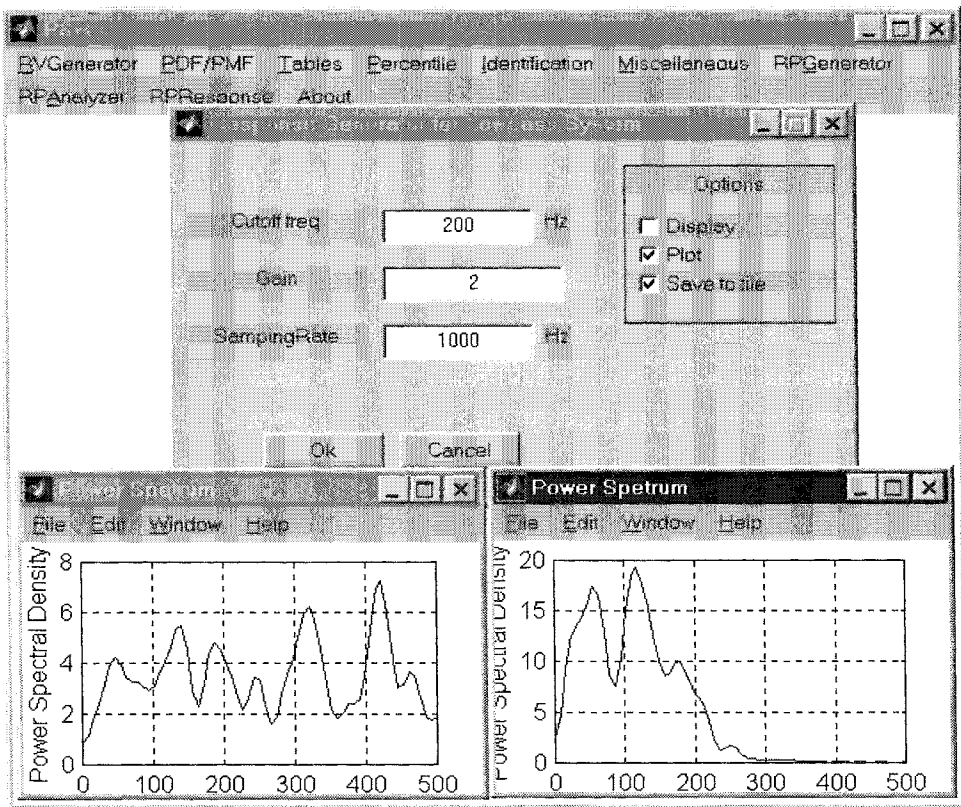 RVGenerator PDF/PMF Tables Percentile Identification Miscellaneous RPGenerator
RPAnalyzer RPResponse About
Options
Cutoff freq 200 Hz
Display
Plot
Gain 2
Save to file
SampingRate 1000 Hz
Ok Cancel
Power Spetrum
File Edit Window Help
Power Spectral Density
8
6
4
2
0
0 100 200 300 400 500
Power Spetrum
File Edit Window Help
Power Spectral Density
20
15
10
5
0
0 100 200 300 400 500